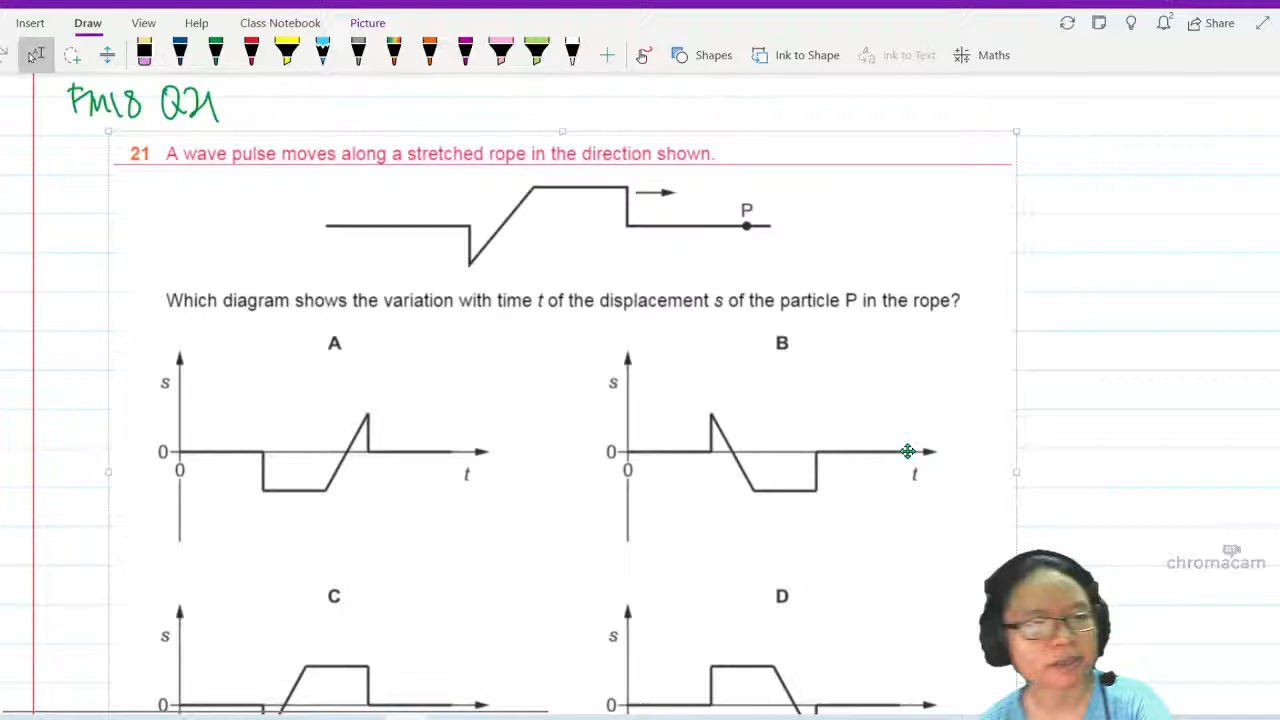 Insert Draw View Help Class Notebook Picture Share
Shapes Ink to Shape Ink to Text Maths
FM18 Q21
21 A wave pulse moves along a stretched rope in the direction shown.
P
Which diagram shows the variation with time t of the displacement s of the particle P in the rope?
A B
s s
0 0
0 t 0 t
chromacam
C D
s s
0 0